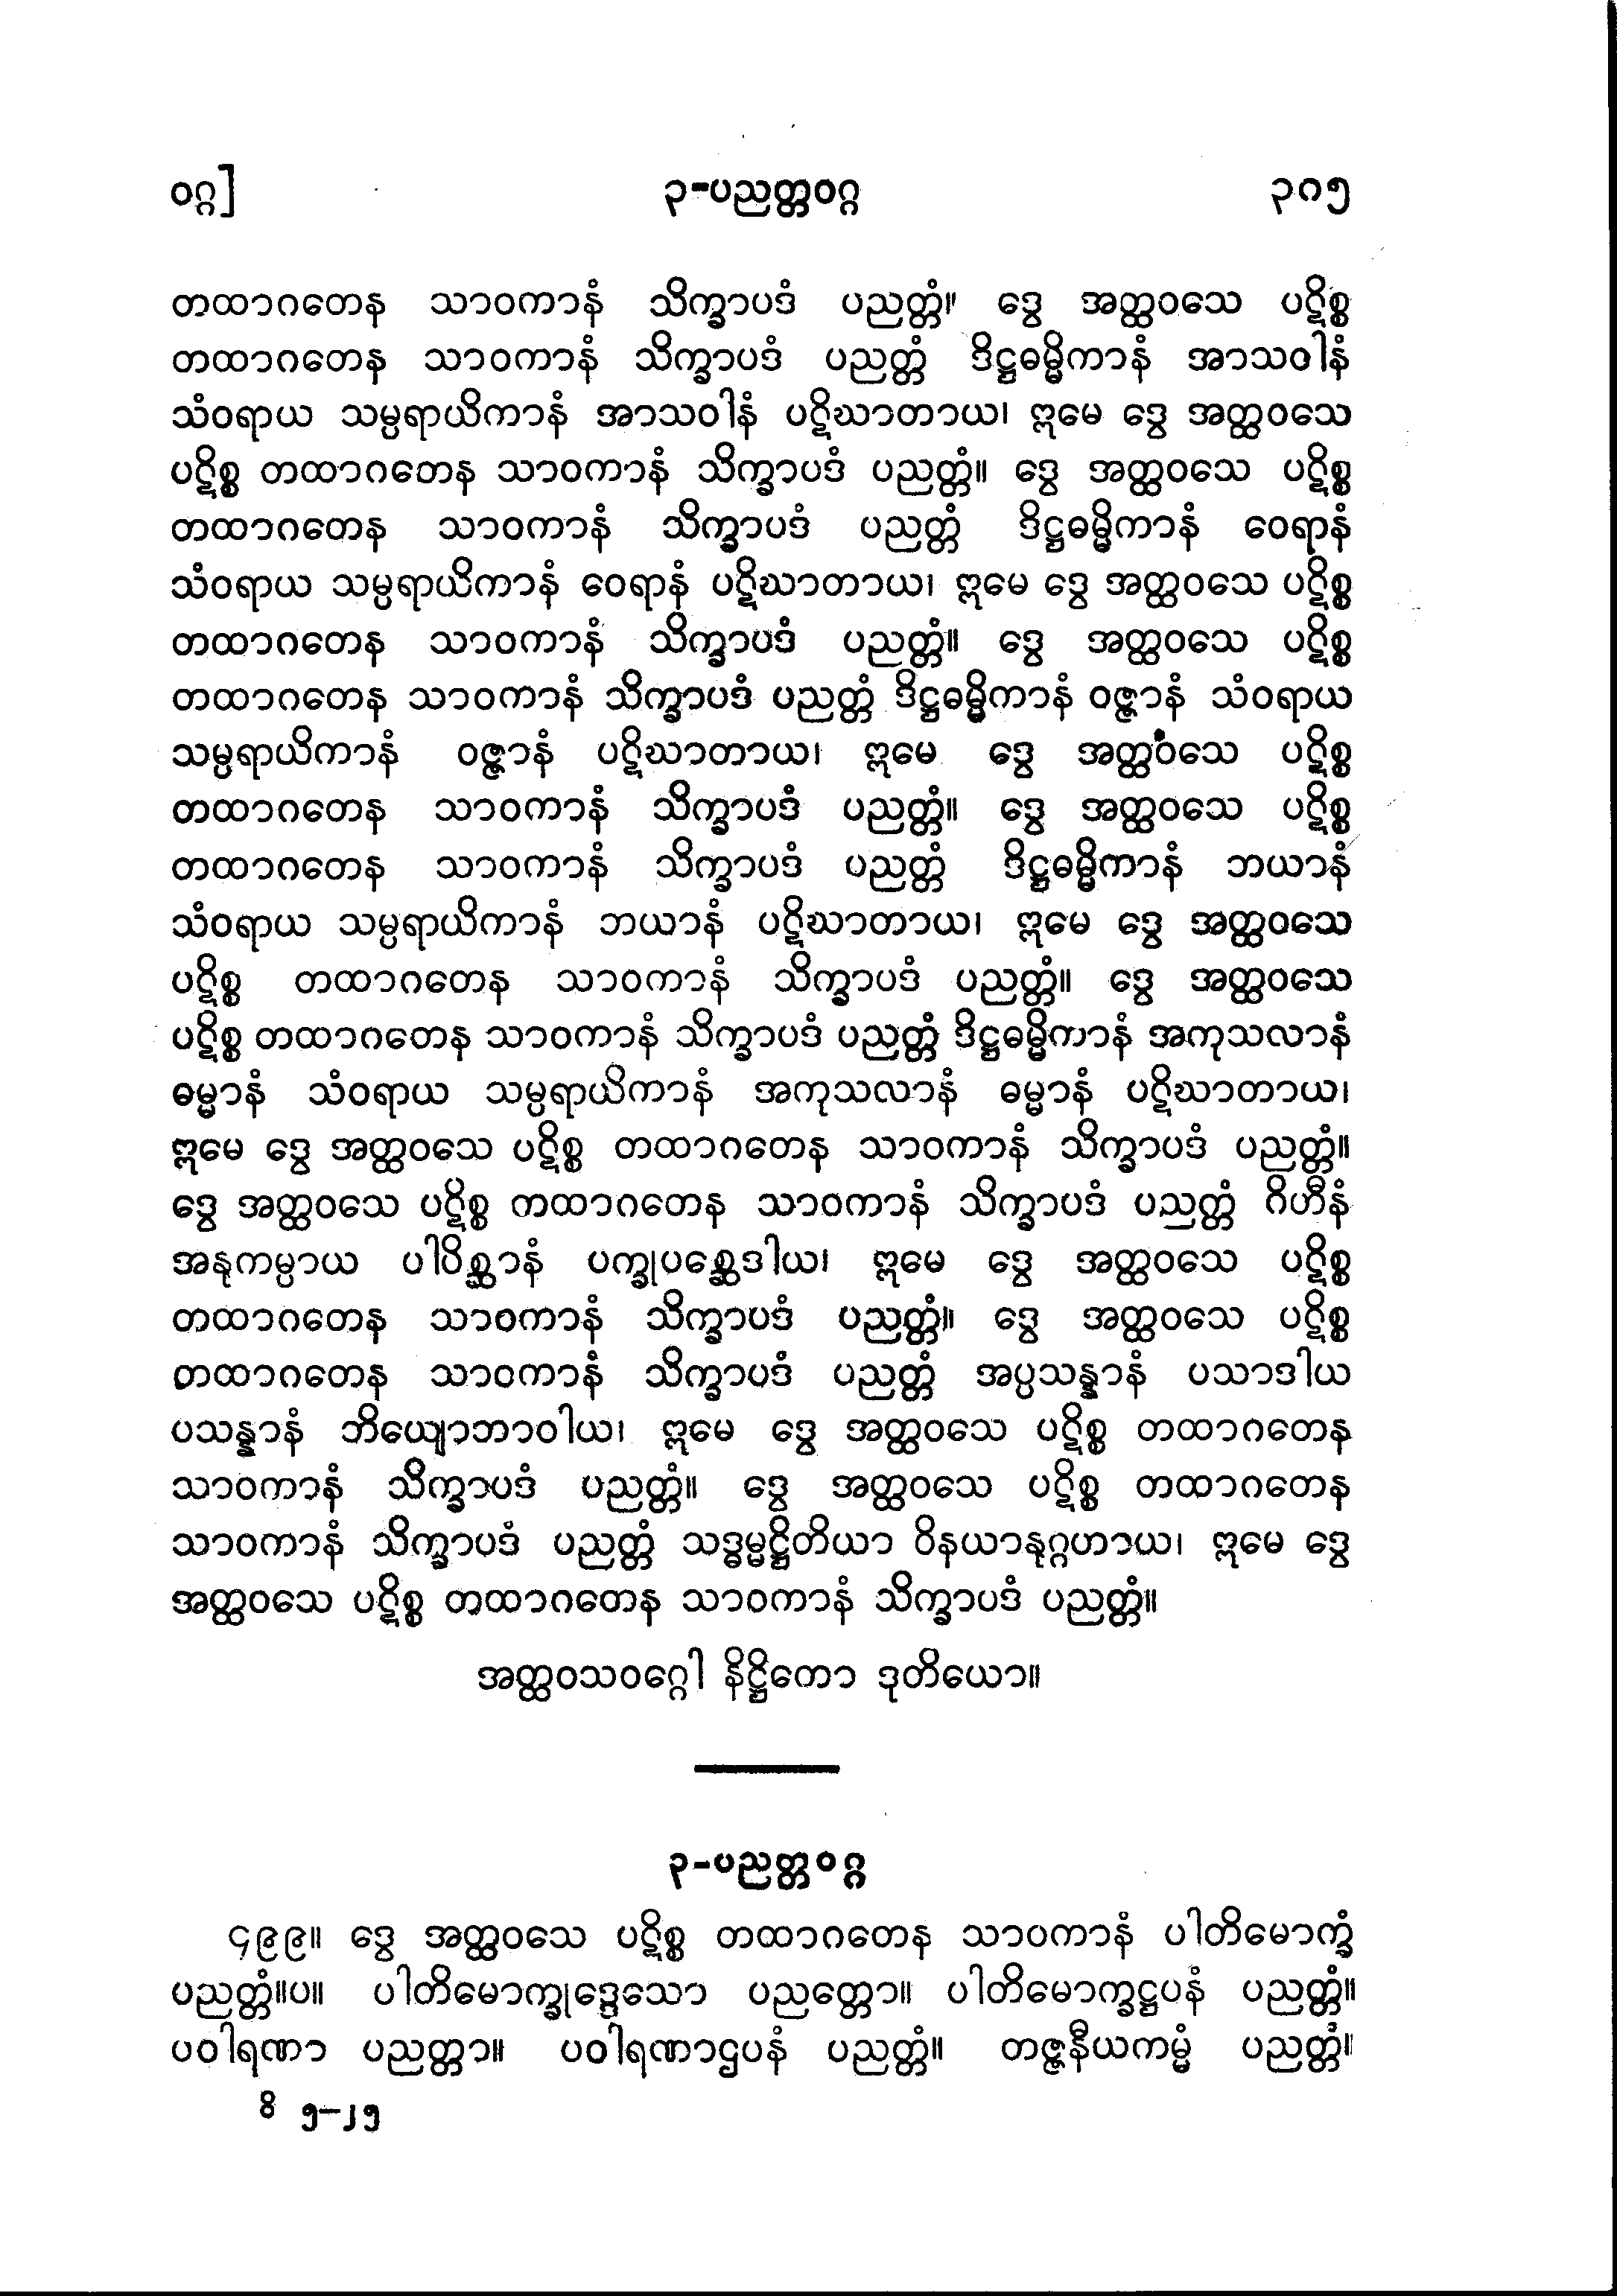 ဝဂ္ဂ] ၃-ပညတ္တဝဂ္ဂ ၃၈၅
တထာဂတေန သာဝကာနံ သိက္ခာပဒံ ပညတ္တံ။ ဒွေ အတ္ထဝသေ ပဋိစ္စ
တထာဂတေန သာဝကာနံ သိက္ခာပဒံ ပညတ္တံ ဒိဋ္ဌဓမ္မိကာနံ အာသဝါနံ
သံဝရာယ သမ္ပရာယိကာနံ အာသဝါနံ ပဋိဃာတာယ၊ ဣမေ ဒွေ အတ္ထဝသေ
ပဋိစ္စ တထာဂတေန သာဝကာနံ သိက္ခာပဒံ ပညတ္တံ။ ဒွေ အတ္ထဝသေ ပဋိစ္စ
တထာဂတေန သာဝကာနံ သိက္ခာပဒံ ပညတ္တံ ဒိဋ္ဌဓမ္မိကာနံ ဝေရာနံ
သံဝရာယ သမ္ပရာယိကာနံ ဝေရာနံ ပဋိဃာတာယ၊ ဣမေ ဒွေ အတ္ထဝသေ ပဋိစ္စ
တထာဂတေန သာဝကာနံ သိက္ခာပဒံ ပညတ္တံ။ ဒွေ အတ္ထဝသေ ပဋိစ္စ
တထာဂတေန သာဝကာနံ သိက္ခာပဒံ ပညတ္တံ ဒိဋ္ဌဓမ္မိကာနံ ဝဇ္ဇာနံ သံဝရာယ
သမ္ပရာယိကာနံ ဝဇ္ဇာနံ ပဋိဃာတာယ၊ ဣမေ ဒွေ အတ္ထဝသေ ပဋိစ္စ
တထာဂတေန သာဝကာနံ သိက္ခာပဒံ ပညတ္တံ။ ဒွေ အတ္ထဝသေ ပဋိစ္စ
တထာဂတေန သာဝကာနံ သိက္ခာပဒံ ပညတ္တံ ဒိဋ္ဌဓမ္မိကာနံ ဘယာနံ
သံဝရာယ သမ္ပရာယိကာနံ ဘယာနံ ပဋိဃာတာယ၊ ဣမေ ဒွေ အတ္ထဝသေ
ပဋိစ္စ တထာဂတေန သာဝကာနံ သိက္ခာပဒံ ပညတ္တံ။ ဒွေ အတ္ထဝသေ
ပဋိစ္စ တထာဂတေန သာဝကာနံ သိက္ခာပဒံ ပညတ္တံ ဒိဋ္ဌဓမ္မိကာနံ အကုသလာနံ
ဓမ္မာနံ သံဝရာယ သမ္ပရာယိကာနံ အကုသလာနံ ဓမ္မာနံ ပဋိဃာတာယ၊
ဣမေ ဒွေ အတ္ထဝသေ ပဋိစ္စ တထာဂတေန သာဝကာနံ သိက္ခာပဒံ ပညတ္တံ။
ဒွေ အတ္ထဝသေ ပဋိစ္စ ကထာဂတေန သာဝကာနံ သိက္ခာပဒံ ပညတ္တံ ဂိဟီနံ
အနုကမ္ပာယ ပါပိစ္ဆာနံ ပက္ခုပစ္ဆေဒါယ၊ ဣမေ ဒွေ အတ္ထဝသေ ပဋိစ္စ
တထာဂတေန သာဝကာနံ သိက္ခာပဒံ ပညတ္တံ။ ဒွေ အတ္ထဝသေ ပဋိစ္စ
တထာဂတေန သာဝကာနံ သိက္ခာပဒံ ပညတ္တံ အပ္ပသန္နာနံ ပသာဒါယ
ပသန္နာနံ ဘိယျောဘာဝါယ၊ ဣမေ ဒွေ အတ္ထဝသေ ပဋိစ္စ တထာဂတေန
သာဝကာနံ သိက္ခာပဒံ ပညတ္တံ။ ဒွေ အတ္ထဝသေ ပဋိစ္စ တထာဂတေန
သာဝကာနံ သိက္ခာပဒံ ပညတ္တံ သဒ္ဓမ္မဋ္ဌိတိယာ ဝိနယာနုဂ္ဂဟာယ၊ ဣမေ ဒွေ
အတ္ထဝသေ ပဋိစ္စ တထာဂတေန သာဝကာနံ သိက္ခာပဒံ ပညတ္တံ။
အတ္ထဝသဝဂ္ဂေါ နိဋ္ဌိကော ဒုတိယော။
၃-ပညတ္တဝဂ္ဂ
၄၉၉။ ဒွေ အတ္ထဝသေ ပဋိစ္စ တထာဂတေန သာဝကာနံ ပါတိမောက္ခံ
ပညတ္တံ။ပ။ ပါတိမောက္ခုဒ္ဒေသော ပညတ္တော။ ပါတိမောက္ခဋ္ဌပနံ ပညတ္တံ။
ပဝါရဏာ ပညတ္တာ။ ပဝါရဏာဌပနံ ပညတ္တံ။ တဇ္ဇနီယကမ္မံ ပညတ္တံ။
ဝိ ၅-၂၅